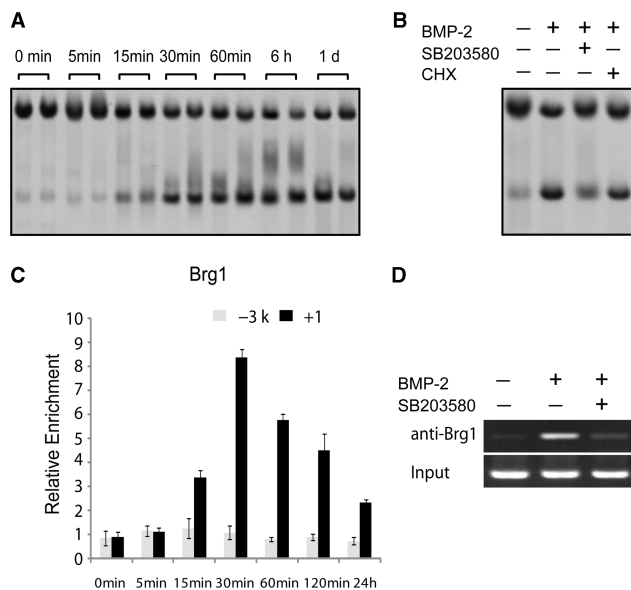 A
0 min 5min 15min 30min 60min 6 h 1 d
B
BMP-2 − + + +
SB203580 − − + −
CHX − − − +
C
Brg1
−3 k +1
Relative Enrichment
10
9
8
7
6
5
4
3
2
1
0
0min 5min 15min 30min 60min 120min 24h
D
BMP-2 − + +
SB203580 − − +
anti-Brg1
Input